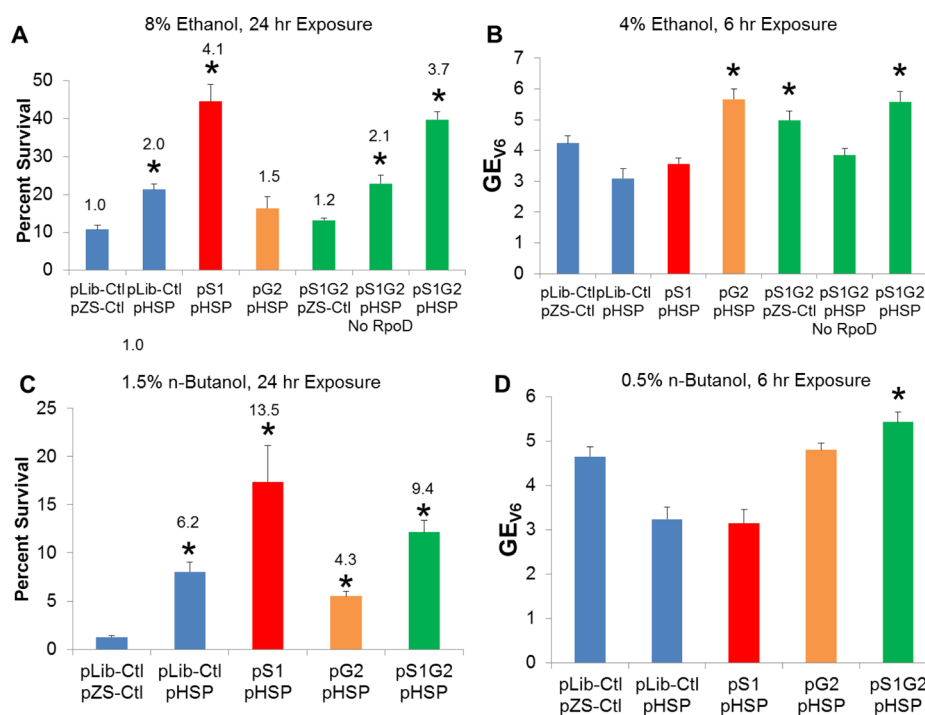 A
8% Ethanol, 24 hr Exposure
Percent Survival
50
40
30
20
10
0
1.0
2.0
*
4.1
*
1.5
1.2
2.1
*
3.7
*
pLib-Ctl pLib-Ctl pS1 pG2 pS1G2 pS1G2 pS1G2
pZS-Ctl pHSP pHSP pHSP pZS-Ctl pHSP pHSP
No RpoD
B
4% Ethanol, 6 hr Exposure
GEV6
7
6
5
4
3
2
1
0
*
*
*
pLib-Ctl pLib-Ctl pS1 pG2 pS1G2 pS1G2 pS1G2
pZS-Ctl pHSP pHSP pHSP pZS-Ctl pHSP pHSP
No RpoD
1.0
C
1.5% n-Butanol, 24 hr Exposure
Percent Survival
25
20
15
10
5
0
6.2
*
13.5
*
4.3
*
9.4
*
pLib-Ctl pLib-Ctl pS1 pG2 pS1G2
pZS-Ctl pHSP pHSP pHSP pHSP
D
0.5% n-Butanol, 6 hr Exposure
GEV6
6
5
4
3
2
1
0
*
pLib-Ctl pLib-Ctl pS1 pG2 pS1G2
pZS-Ctl pHSP pHSP pHSP pHSP